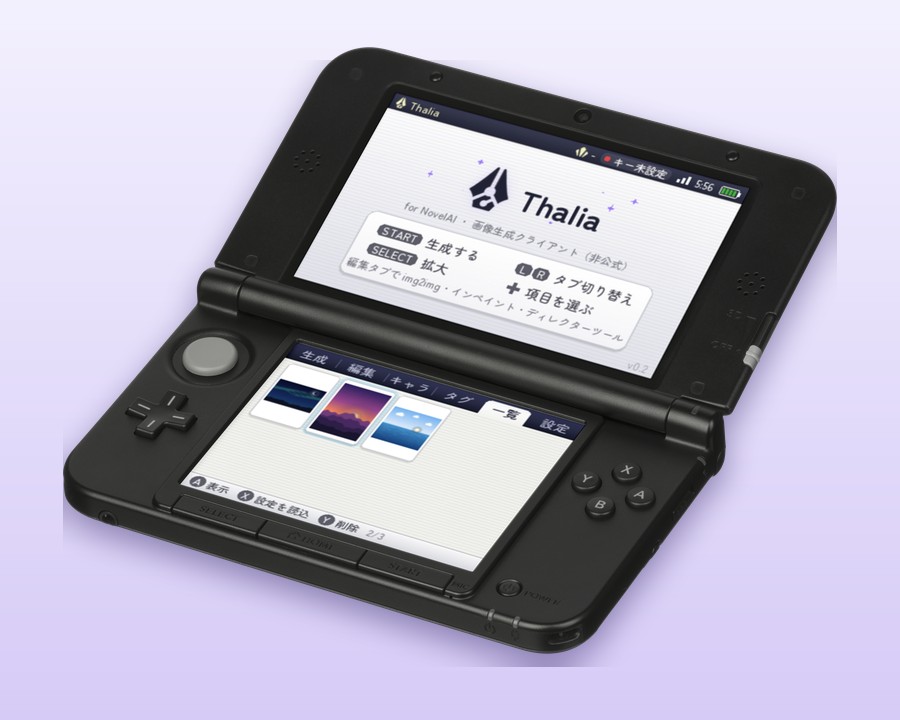 Thalia
キー未設定 5:56
Thalia
for NovelAI ・ 画像生成クライアント（非公式）
START 生成する
L R タブ切り替え
SELECT 拡大
項目を選ぶ
編集タブでimg2img・インペイント・ディレクターツール
v0.2
生成 編集 キャラ タグ 一覧 設定
A 表示 X 設定を読込 Y 削除 2/3
SELECT
START
POWER
Y
X
B
A